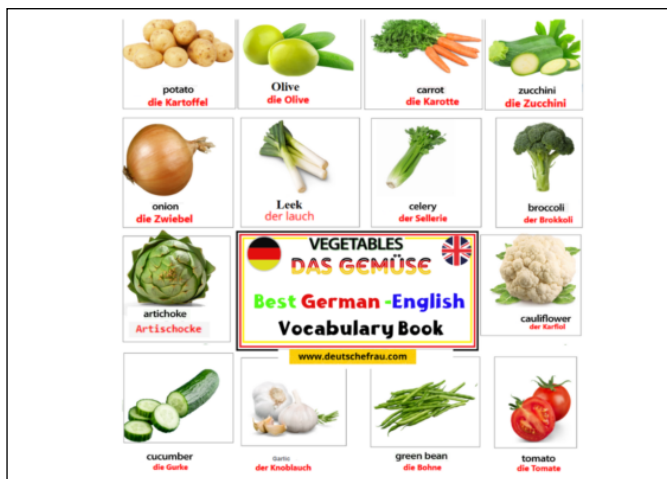 potato
die Kartoffel
Olive
die Olive
carrot
die Karotte
zucchini
die Zucchini
onion
die Zwiebel
Leek
der lauch
celery
der Sellerie
broccoli
der Brokkoli
artichoke
Artischocke
VEGETABLES
DAS GEMÜSE
Best German -English
Vocabulary Book
www.deutschefrau.com
cauliflower
der Karfiol
cucumber
die Gurke
Garlic
der Knoblauch
green bean
die Bohne
tomato
die Tomate